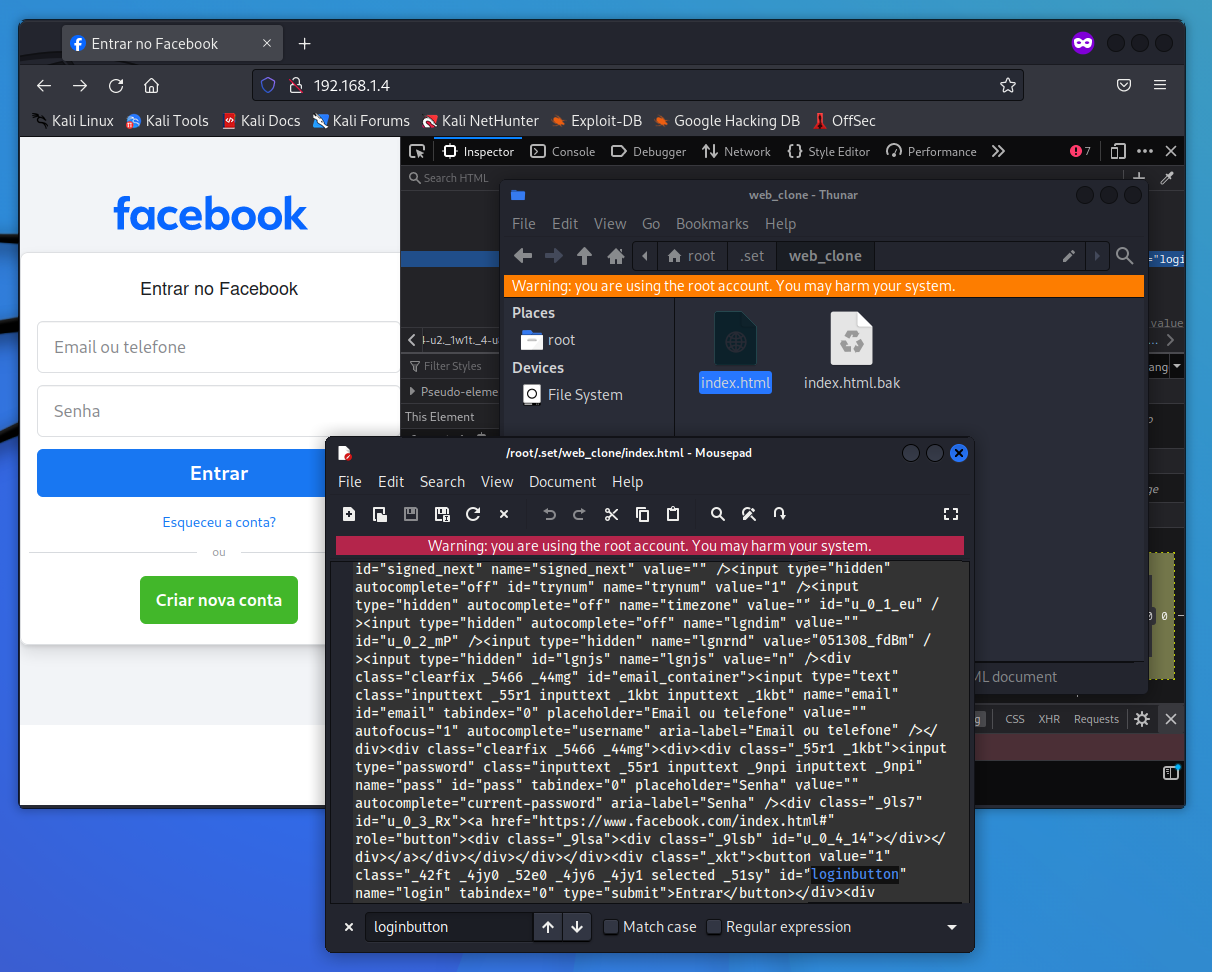 Entrar no Facebook
192.168.1.4
Kali Linux
Kali Tools
Kali Docs
Kali Forums
Kali NetHunter
Exploit-DB
Google Hacking DB
OffSec
facebook
Entrar no Facebook
Email ou telefone
Senha
Entrar
Esqueceu a conta?
ou
Criar nova conta
Inspector
Console
Debugger
Network
Style Editor
Performance
7
Search HTML
="logi
value
Filter Styles
Pseudo-eleme
This Element
web_clone - Thunar
File Edit View Go Bookmarks Help
root
.set
web_clone
Warning: you are using the root account. You may harm your system.
Places
root
Devices
File System
index.html
index.html.bak
ML document
CSS XHR Requests
/root/.set/web_clone/index.html - Mousepad
File Edit Search View Document Help
Warning: you are using the root account. You may harm your system.
id="signed_next" name="signed_next" value="" /><input type="hidden"
autocomplete="off" id="trynum" name="trynum" value="1" /><input
type="hidden" autocomplete="off" name="timezone" value="" id="u_0_1_eu" /
><input type="hidden" autocomplete="off" name="lgndim" value=""
id="u_0_2_mP" /><input type="hidden" name="lgnrnd" value="051308_fdBm" /
><input type="hidden" id="lgnjs" name="lgnjs" value="n" /><div
class="clearfix _5466 _44mg" id="email_container"><input type="text"
class="inputtext _55r1 inputtext _1kbt inputtext _1kbt" name="email"
id="email" tabindex="0" placeholder="Email ou telefone" value=""
autofocus="1" autocomplete="username" aria-label="Email ou telefone" /></
div><div class="clearfix _5466 _44mg"><div><div class="_55r1 _1kbt"><input
type="password" class="inputtext _55r1 inputtext _9npi inputtext _9npi"
name="pass" id="pass" tabindex="0" placeholder="Senha" value=""
autocomplete="current-password" aria-label="Senha" /><div class="_9ls7"
id="u_0_3_Rx"><a href="https://www.facebook.com/index.html#"
role="button"><div class="_9lsa"><div class="_9lsb" id="u_0_4_14"></div></
div></a></div></div></div></div><div class="_xkt"><button value="1"
class="_42ft _4jy0 _52e0 _4jy6 _4jy1 selected _51sy" id="loginbutton"
name="login" tabindex="0" type="submit">Entrar</button></div><div
loginbutton
Match case
Regular expression